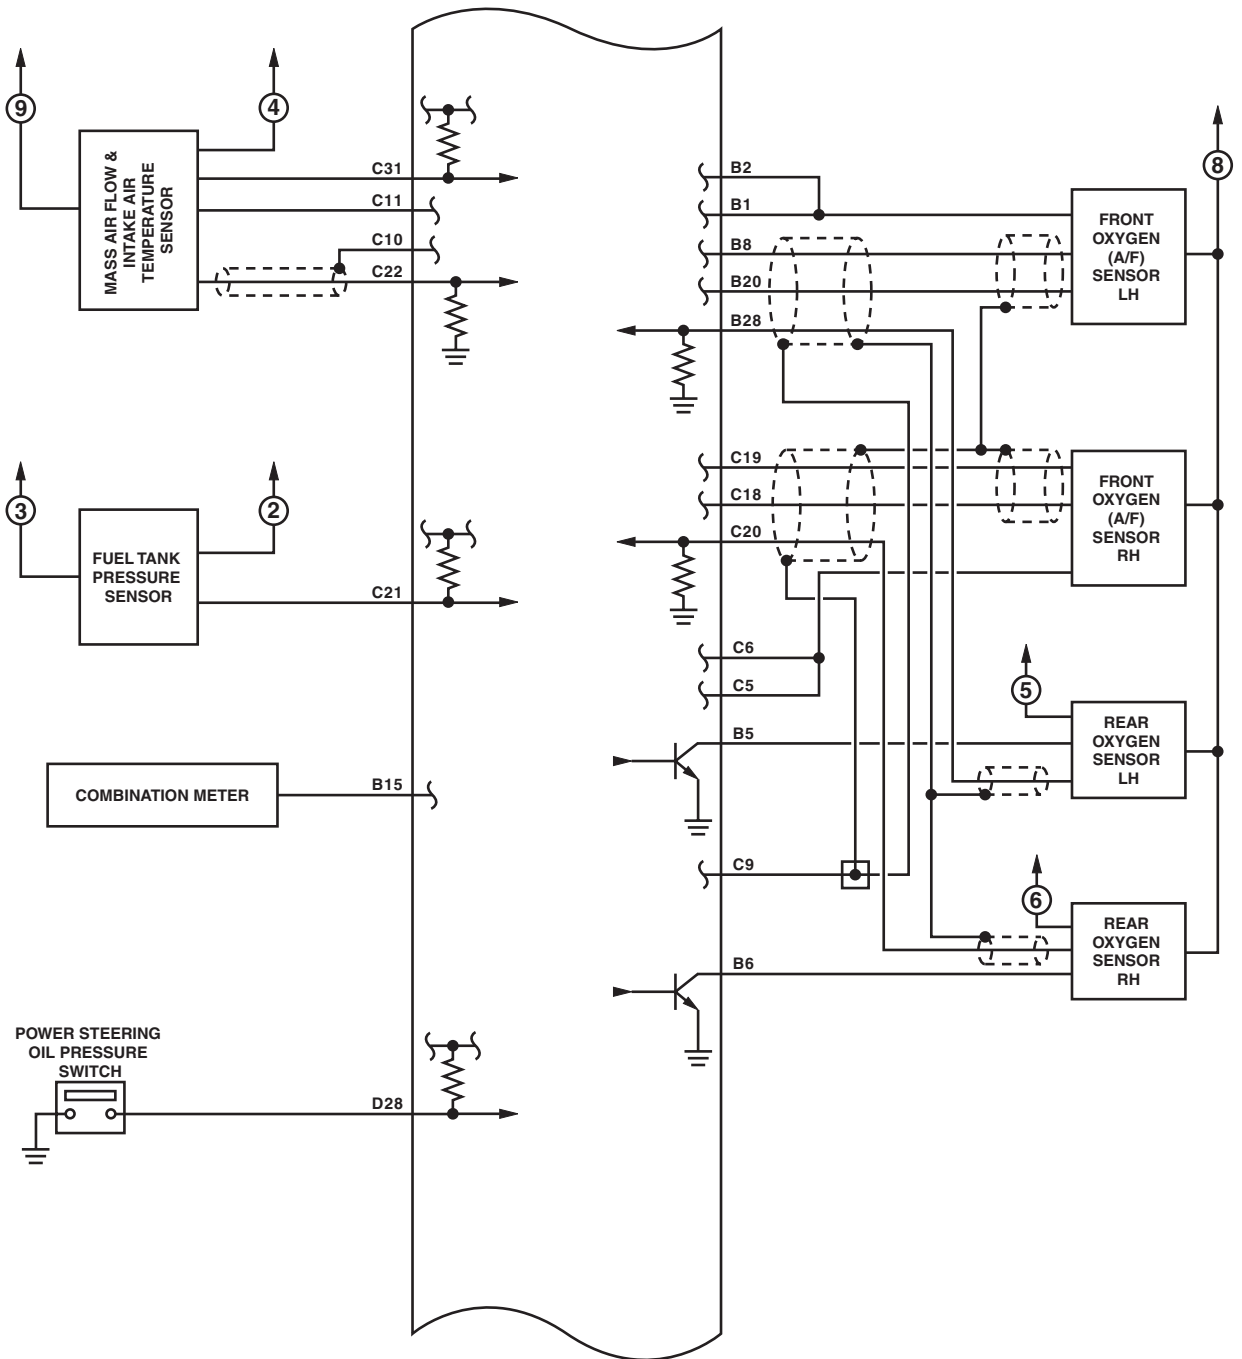 9
4
MASS AIR FLOW &
INTAKE AIR
TEMPERATURE
SENSOR
C31
C11
C10
C22
3
2
FUEL TANK
PRESSURE
SENSOR
C21
COMBINATION METER
B15
POWER STEERING
OIL PRESSURE
SWITCH
D28
B2
B1
B8
B20
B28
C19
C18
C20
C6
C5
B5
C9
B6
8
FRONT
OXYGEN
(A/F)
SENSOR
LH
FRONT
OXYGEN
(A/F)
SENSOR
RH
5
REAR
OXYGEN
SENSOR
LH
6
REAR
OXYGEN
SENSOR
RH